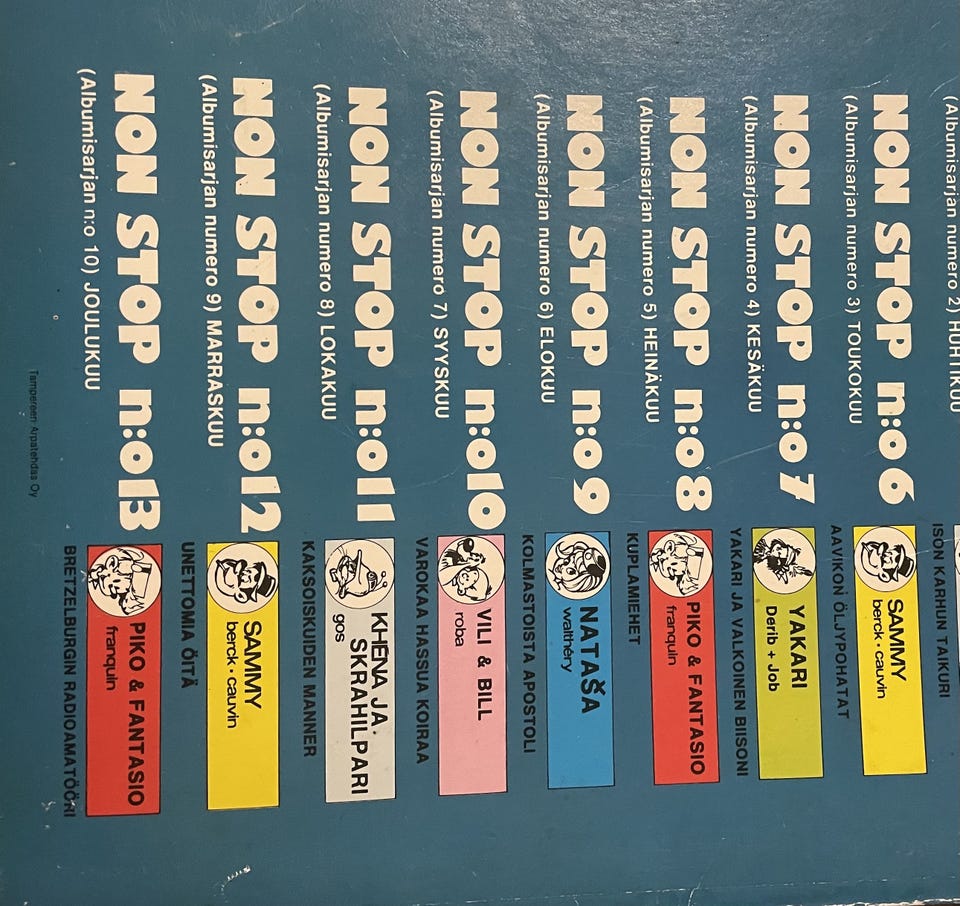 (Albumisarjan numero 2) HUHTIKUU
ISON KARHUN TAIKURI
NON STOP n:o 6
(Albumisarjan numero 3) TOUKOKUU
SAMMY
berck • cauvin
AAVIKON ÖLJYPOHATAT
NON STOP n:o 7
(Albumisarjan numero 4) KESÄKUU
YAKARI
Derib + Job
YAKARI JA VALKOINEN BIISONI
NON STOP n:o 8
(Albumisarjan numero 5) HEINÄKUU
PIKO & FANTASIO
franquin
KUPLAMIEHET
NON STOP n:o 9
(Albumisarjan numero 6) ELOKUU
NATAŠA
walthéry
KOLMASTOISTA APOSTOLI
NON STOP n:o 10
(Albumisarjan numero 7) SYYSKUU
VILI & BILL
roba
VAROKAA HASSUA KOIRAA
NON STOP n:o 11
(Albumisarjan numero 8) LOKAKUU
KHENA JA
SKRAHILPARI
gos
KAKSOISKUIDEN MANNER
NON STOP n:o 12
(Albumisarjan numero 9) MARRASKUU
SAMMY
berck • cauvin
UNETTOMIA ÖITÄ
NON STOP n:o 13
(Albumisarjan n:o 10) JOULUKUU
PIKO & FANTASIO
franquin
BRETZELBURGIN RADIOAMATÖÖRI
Tampereen Arpatehdas Oy